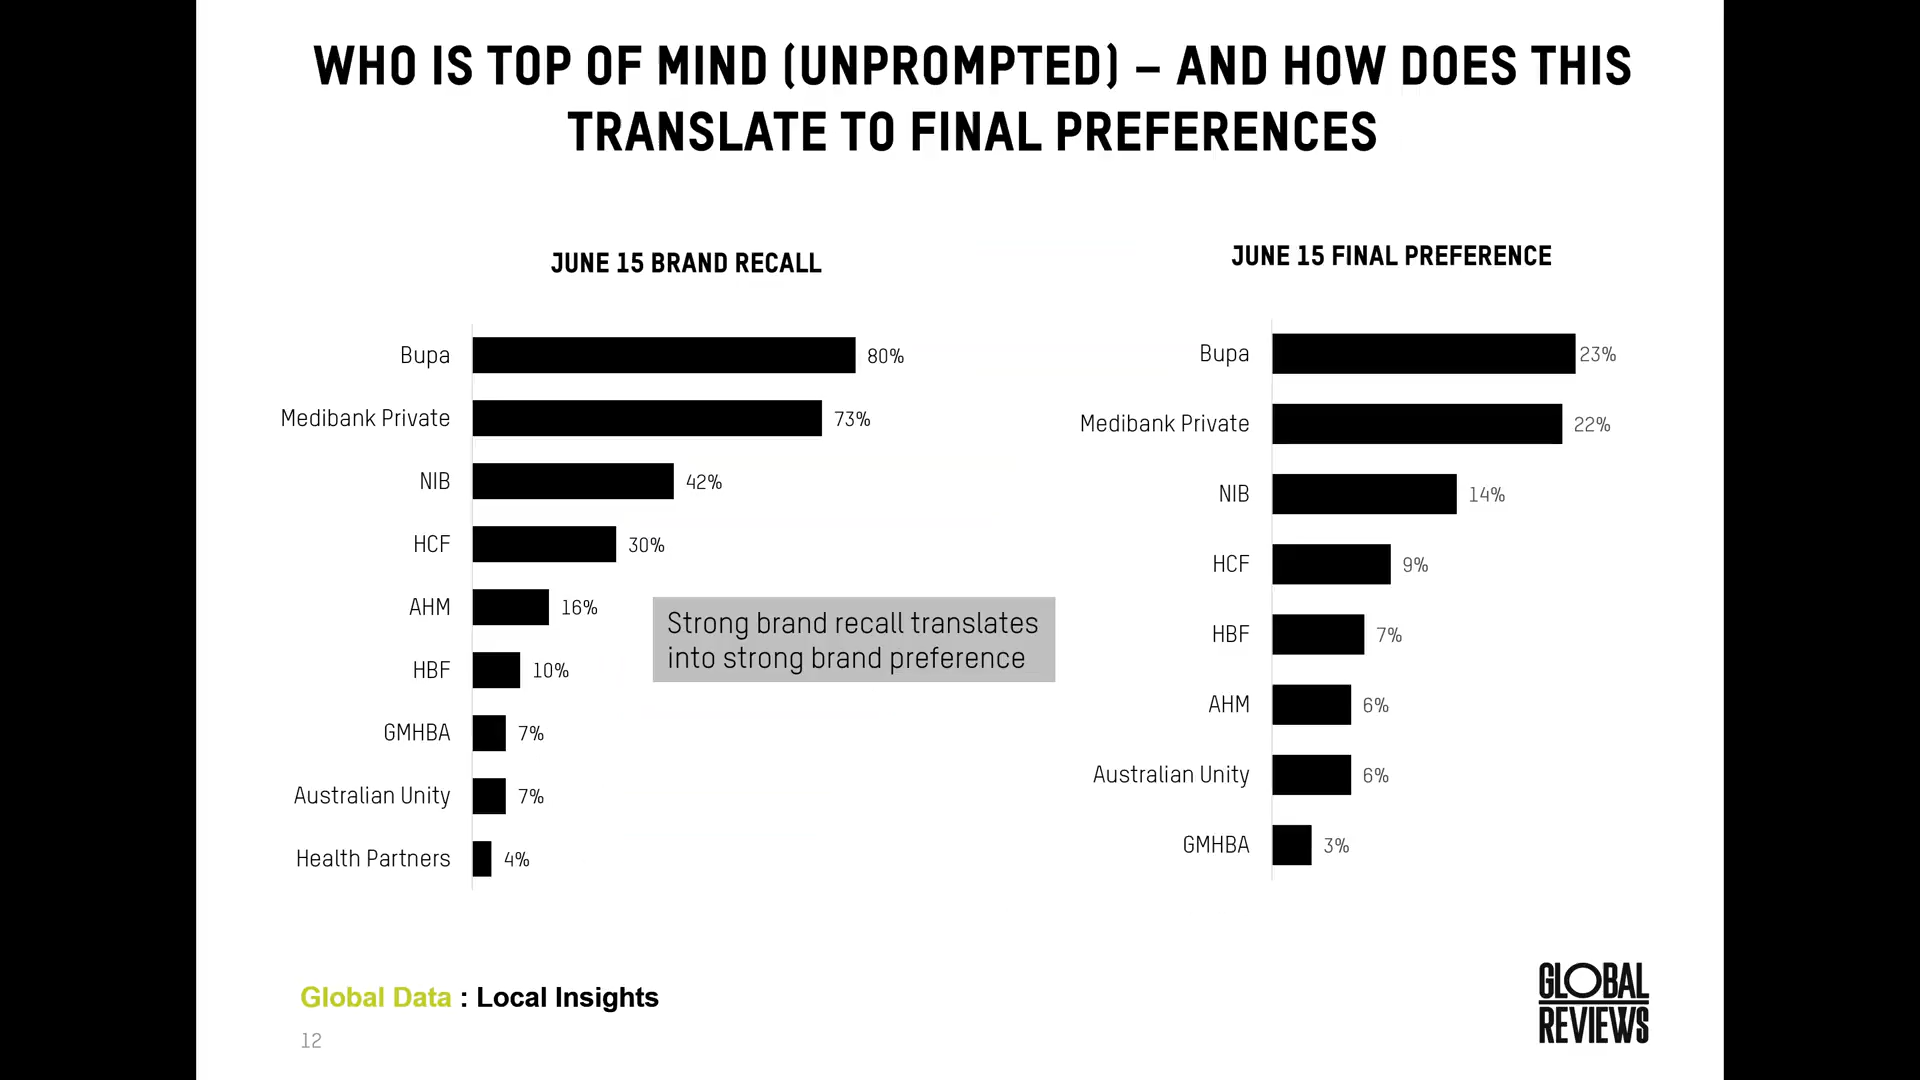 WHO IS TOP OF MIND (UNPROMPTED) – AND HOW DOES THIS
TRANSLATE TO FINAL PREFERENCES
JUNE 15 BRAND RECALL
Bupa 80%
Medibank Private 73%
NIB 42%
HCF 30%
AHM 16%
HBF 10%
GMHBA 7%
Australian Unity 7%
Health Partners 4%
Strong brand recall translates
into strong brand preference
JUNE 15 FINAL PREFERENCE
Bupa 23%
Medibank Private 22%
NIB 14%
HCF 9%
HBF 7%
AHM 6%
Australian Unity 6%
GMHBA 3%
Global Data : Local Insights
12
GLOBAL
REVIEWS